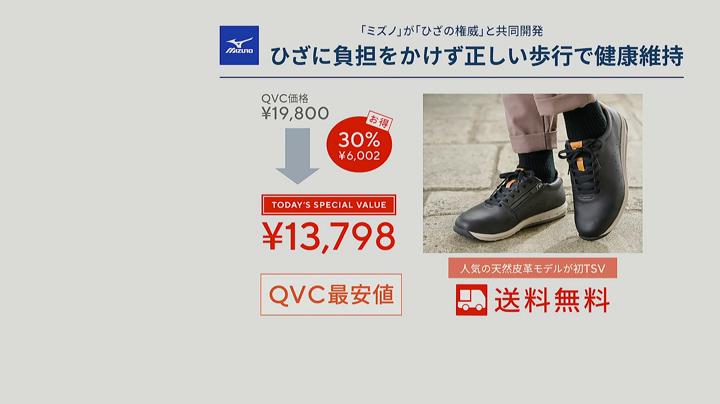 「ミズノ」が「ひざの権威」と共同開発
MIZUNO
ひざに負担をかけず正しい歩行で健康維持
QVC価格
¥19,800
お得
30%
¥6,002
TODAY'S SPECIAL VALUE
¥13,798
QVC最安値
人気の天然皮革モデルが初TSV
送料無料